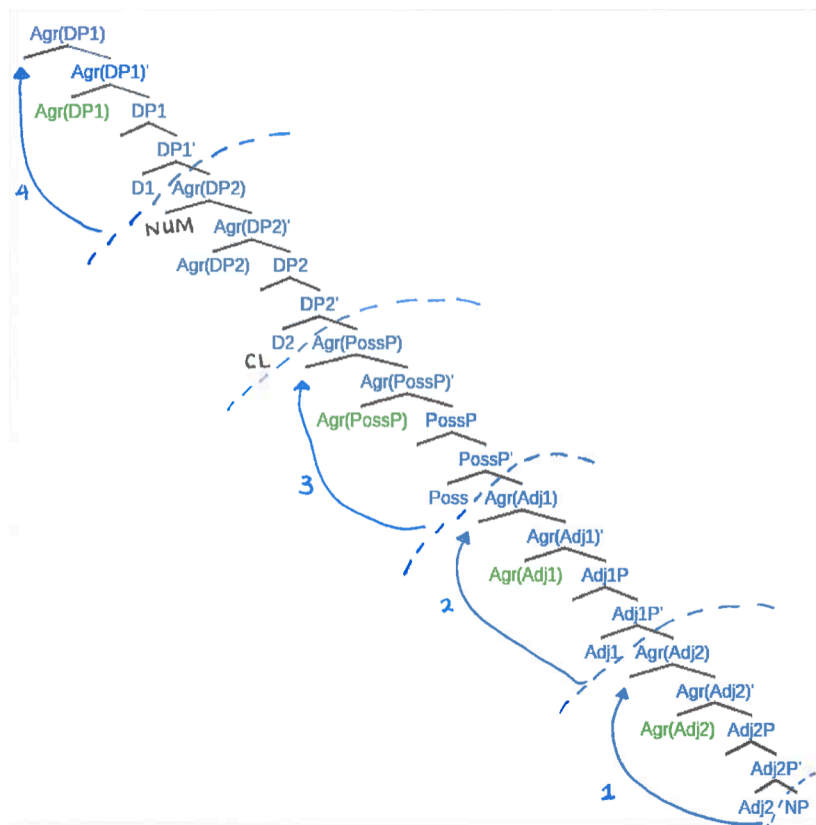 Agr(DP1)
Agr(DP1)'
Agr(DP1) DP1
DP1'
D1 Agr(DP2)
4
NUM Agr(DP2)'
Agr(DP2) DP2
DP2'
D2 Agr(PossP)
CL
Agr(PossP)'
Agr(PossP) PossP
PossP'
3
Poss Agr(Adj1)
Agr(Adj1)'
Agr(Adj1) Adj1P
2
Adj1P'
Adj1 Agr(Adj2)
Agr(Adj2)'
Agr(Adj2) Adj2P
Adj2P'
1
Adj2 NP